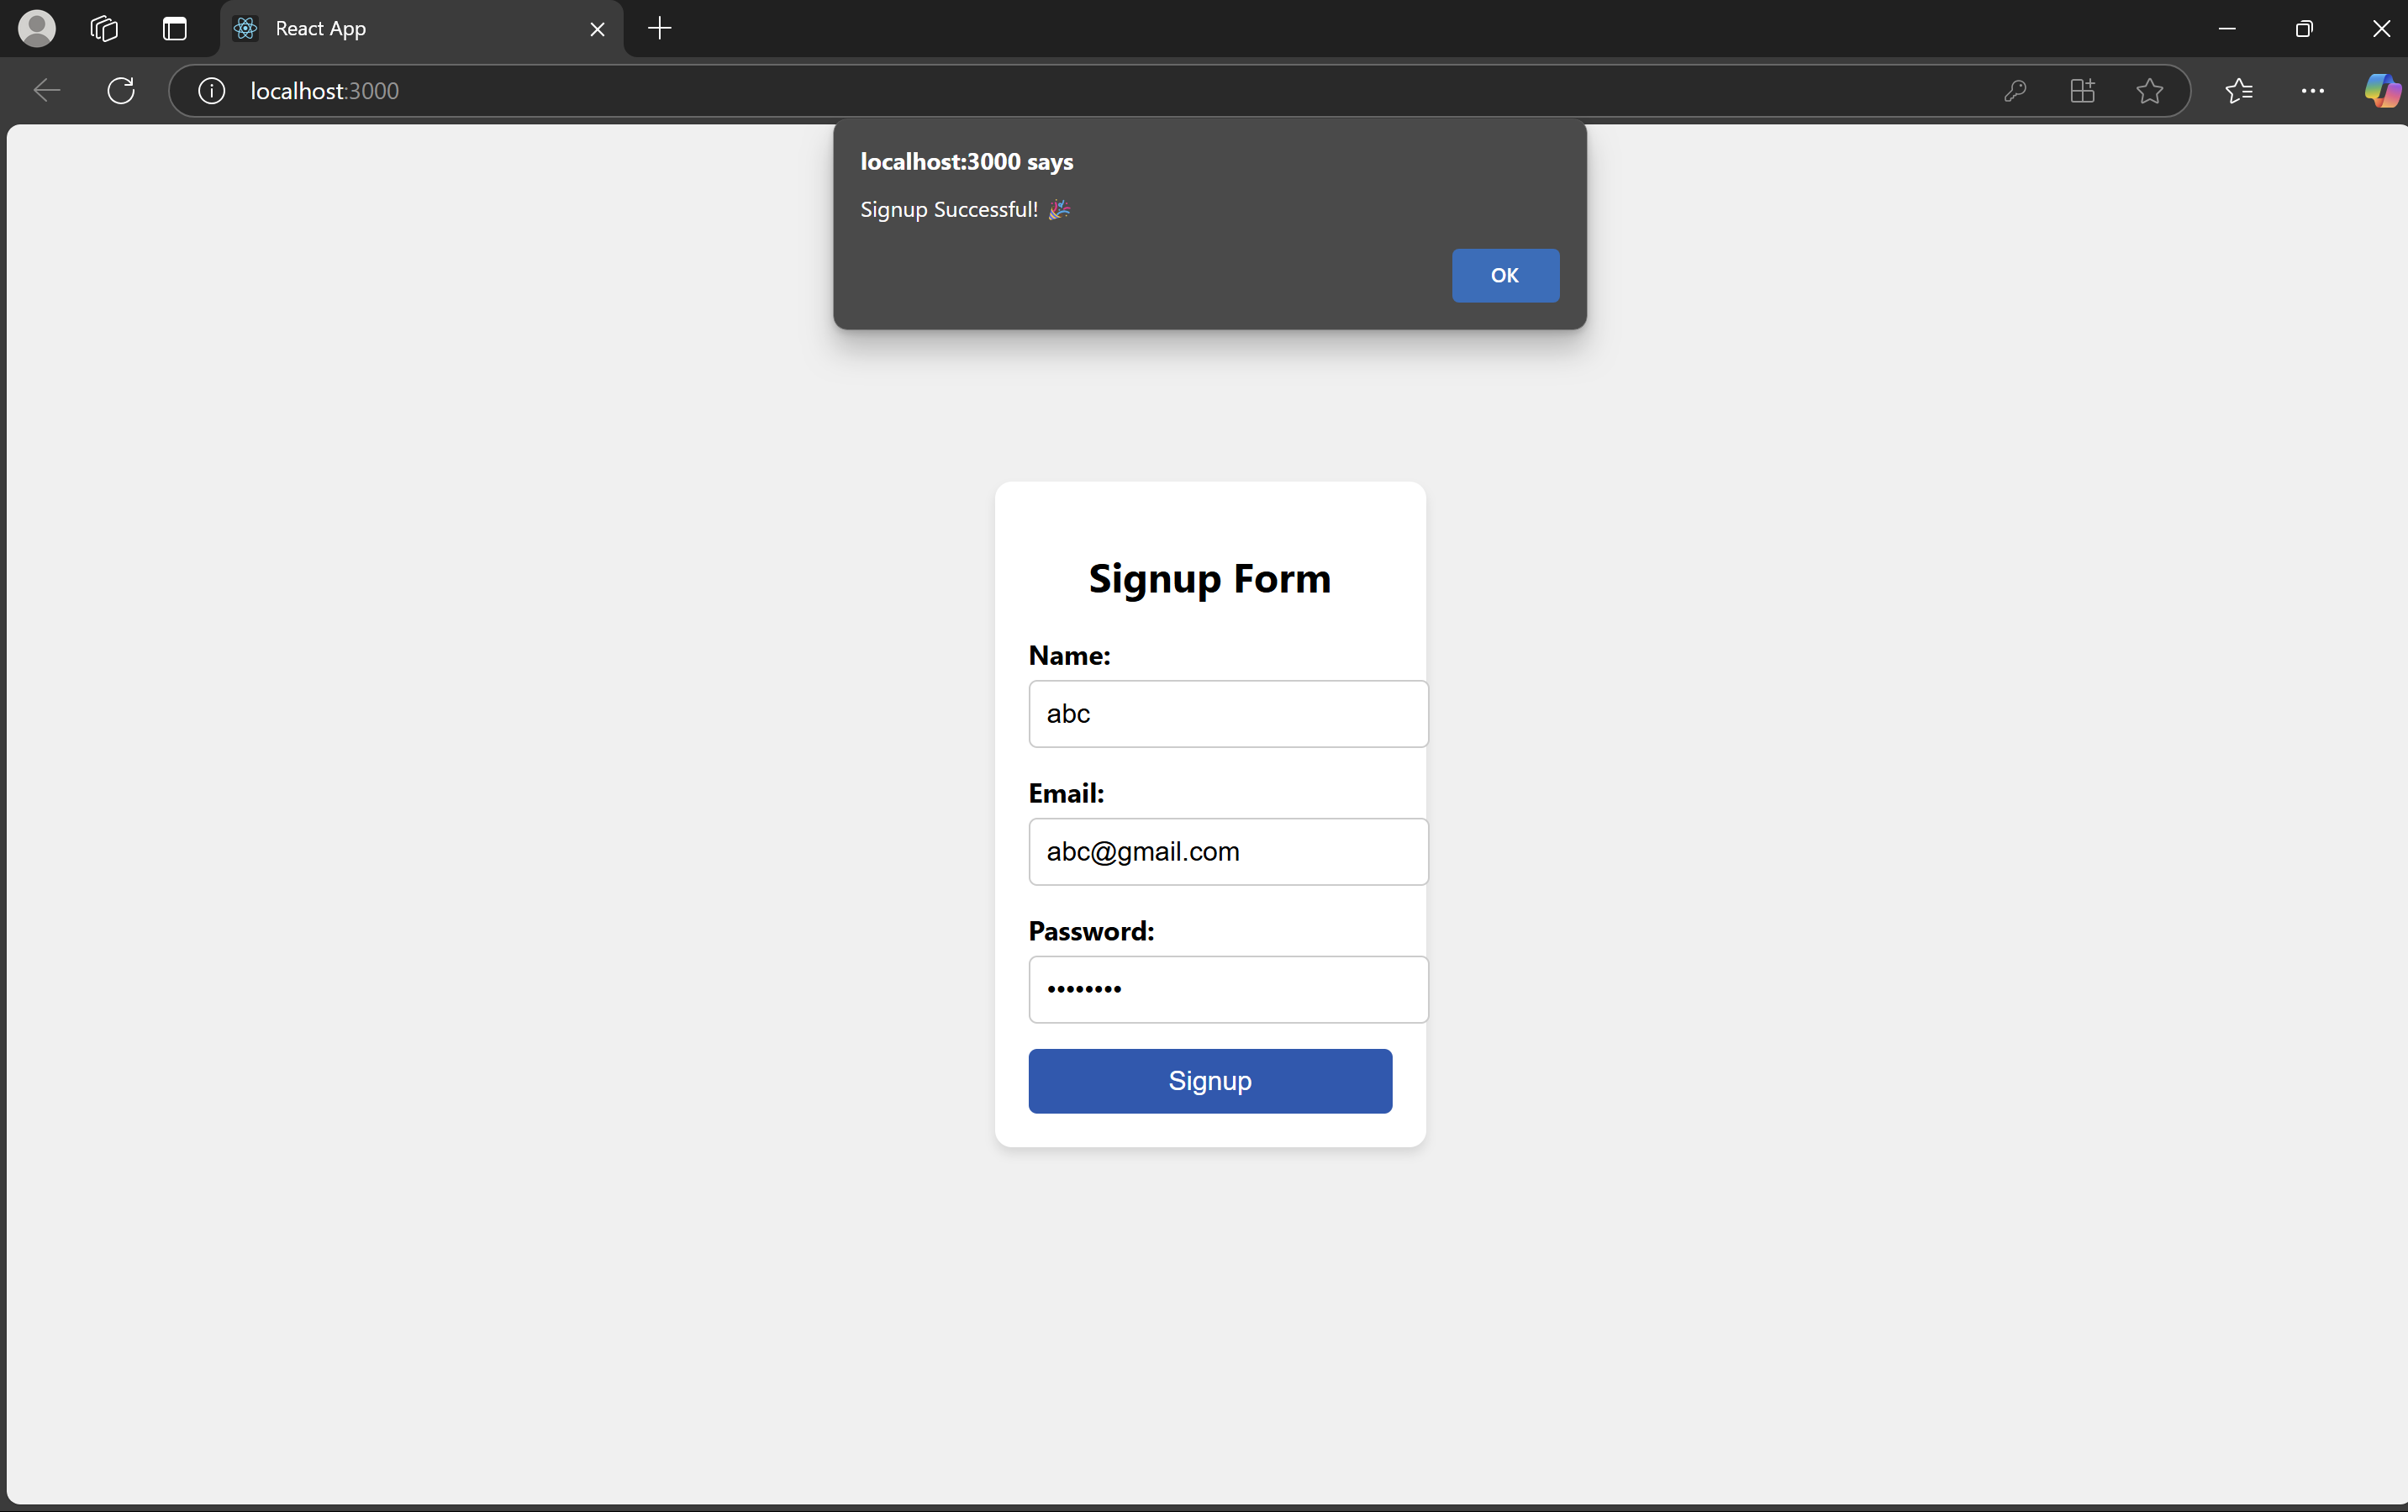 React App
localhost:3000
localhost:3000 says
Signup Successful! 🎉
OK
Signup Form
Name:
abc
Email:
abc@gmail.com
Password:
••••••••
Signup